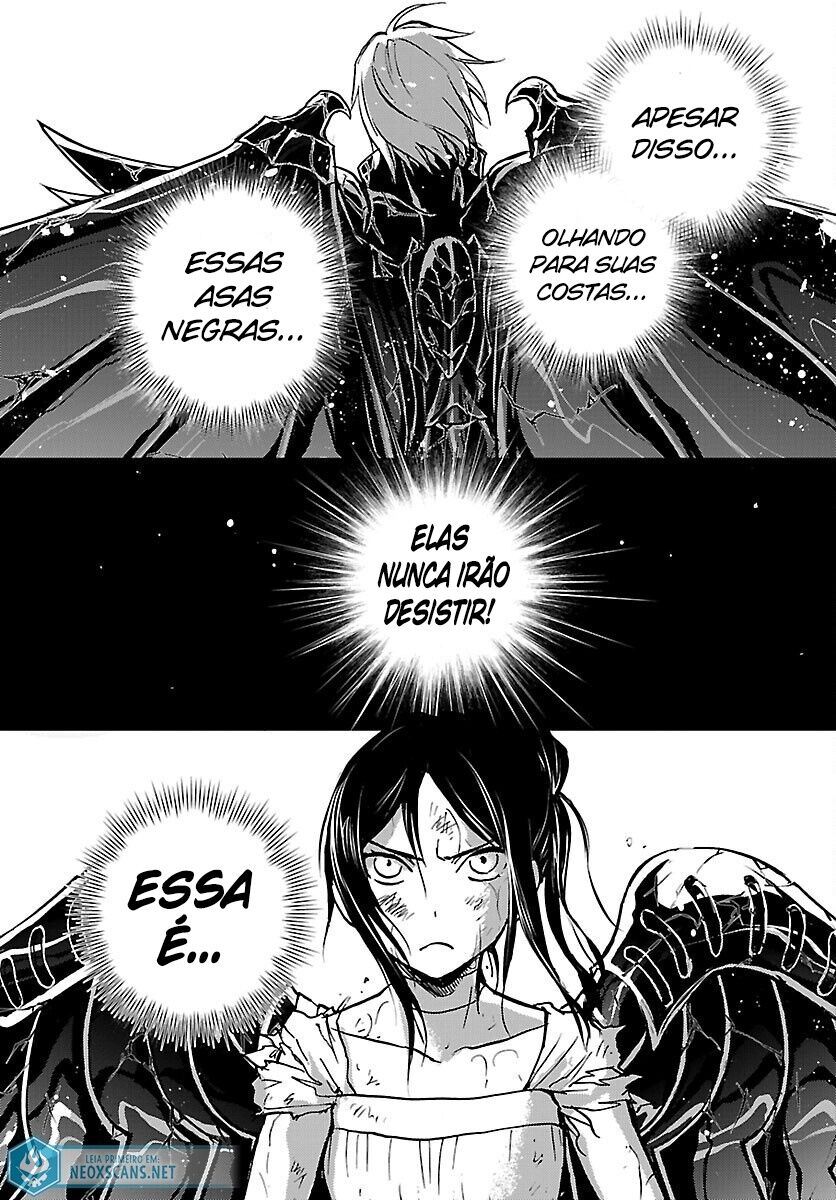 APESAR
DISSO...
OLHANDO
PARA SUAS
COSTAS...
ESSAS
ASAS
NEGRAS...
ELAS
NUNCA IRÃO
DESISTIR!
ESSA
É...
LEIA PRIMEIRO EM:
NEOXSCANS.NET